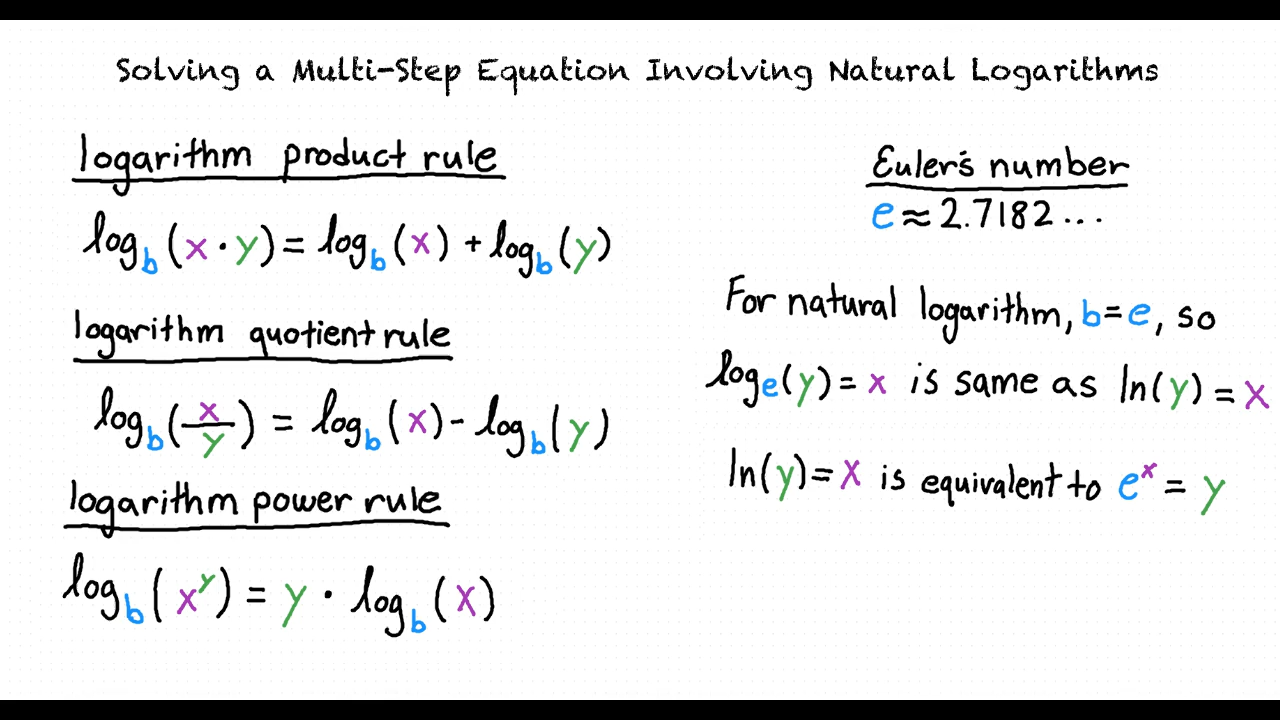 Solving a Multi-Step Equation Involving Natural Logarithms
logarithm product rule
log_b(x·y) = log_b(x) + log_b(y)
logarithm quotient rule
log_b(x/y) = log_b(x) - log_b(y)
logarithm power rule
log_b(x^y) = y · log_b(x)
Euler's number
e ≈ 2.7182...
For natural logarithm, b = e, so
log_e(y) = x is same as ln(y) = x
ln(y) = x is equivalent to e^x = y